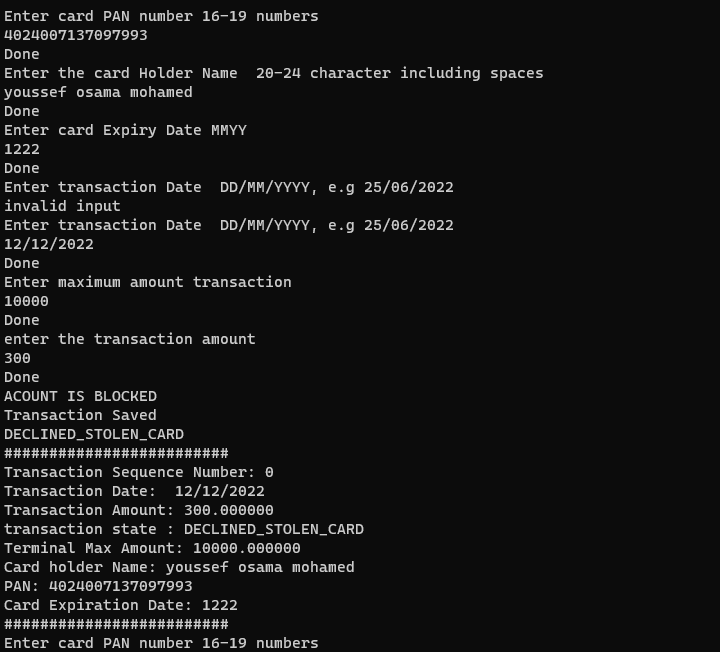 Enter card PAN number 16-19 numbers
4024007137097993
Done
Enter the card Holder Name  20-24 character including spaces
youssef osama mohamed
Done
Enter card Expiry Date MMYY
1222
Done
Enter transaction Date  DD/MM/YYYY, e.g 25/06/2022
invalid input
Enter transaction Date  DD/MM/YYYY, e.g 25/06/2022
12/12/2022
Done
Enter maximum amount transaction
10000
Done
enter the transaction amount
300
Done
ACOUNT IS BLOCKED
Transaction Saved
DECLINED_STOLEN_CARD
#########################
Transaction Sequence Number: 0
Transaction Date:  12/12/2022
Transaction Amount: 300.000000
transaction state : DECLINED_STOLEN_CARD
Terminal Max Amount: 10000.000000
Card holder Name: youssef osama mohamed
PAN: 4024007137097993
Card Expiration Date: 1222
#########################
Enter card PAN number 16-19 numbers